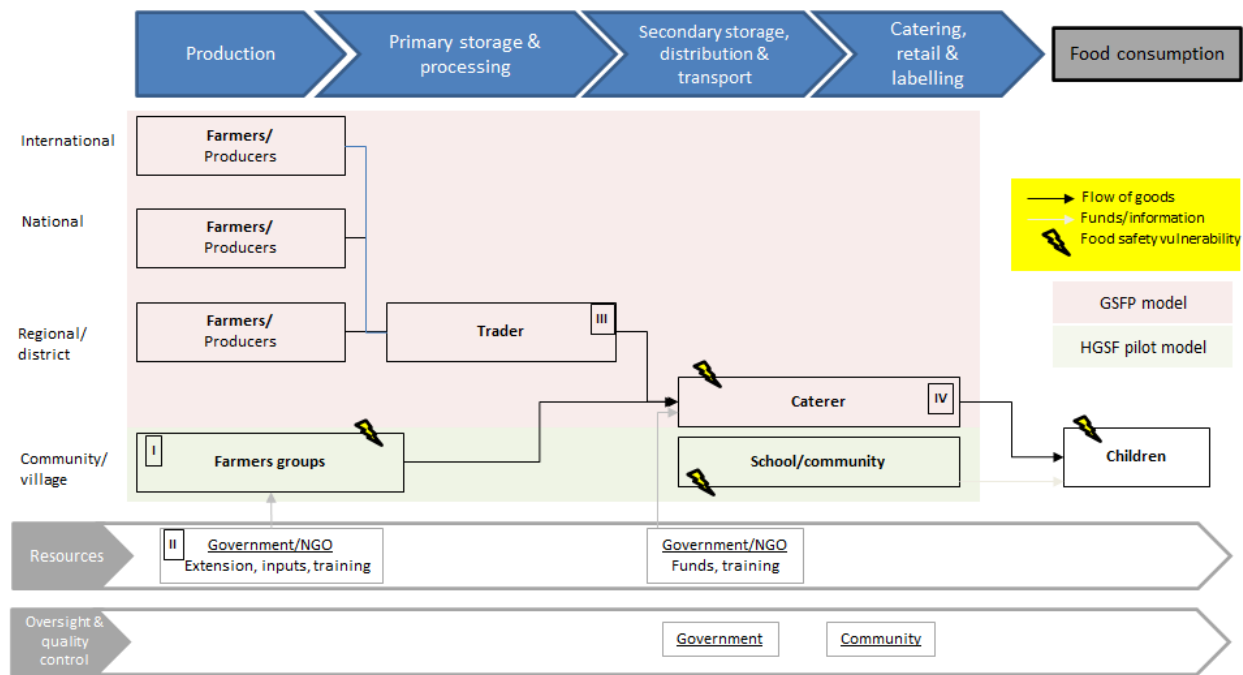 Production
Primary storage &
processing
Secondary storage,
distribution &
transport
Catering,
retail &
labelling
Food consumption
International
Farmers/
Producers
National
Farmers/
Producers
Regional/
district
Farmers/
Producers
Trader
III
Caterer
IV
Community/
village
I
Farmers groups
School/community
Children
Flow of goods
Funds/information
Food safety vulnerability
GSFP model
HGSF pilot model
Resources
II
Government/NGO
Extension, inputs, training
Government/NGO
Funds, training
Oversight &
quality
control
Government
Community